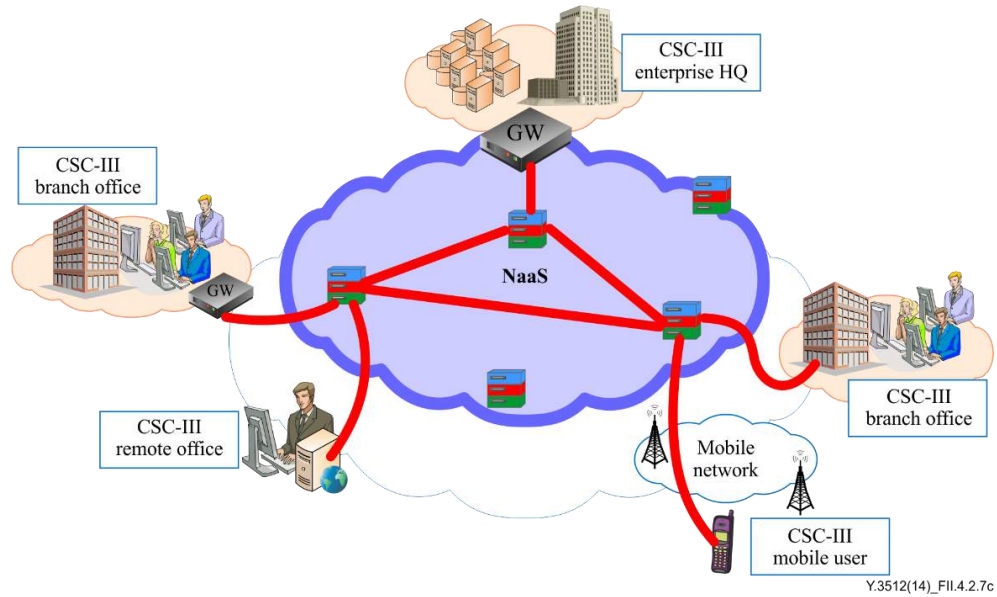 CSC-III
enterprise HQ
GW
CSC-III
branch office
NaaS
GW
CSC-III
remote office
CSC-III
branch office
Mobile
network
CSC-III
mobile user
Y.3512(14)_FII.4.2.7c